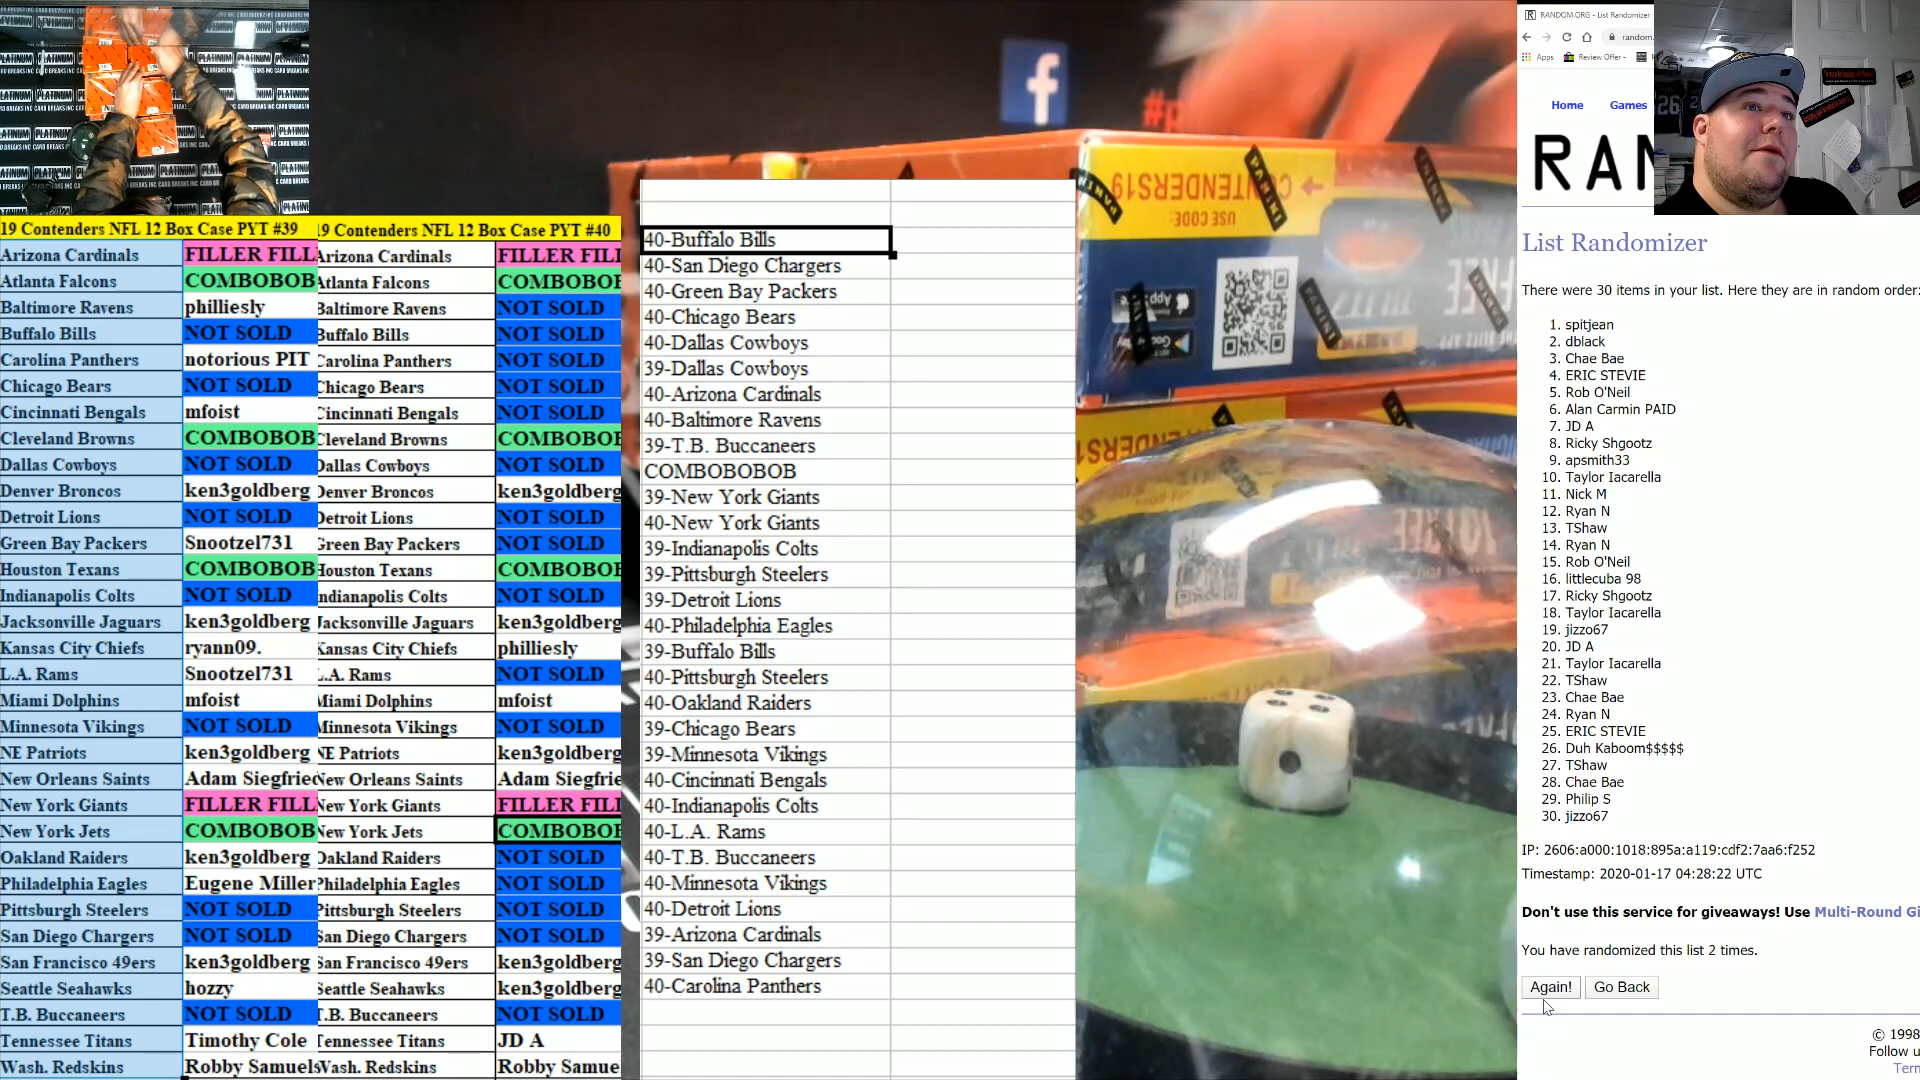 19 Contenders NFL 12 Box Case PYT #39
Arizona Cardinals FILLER FILL
Atlanta Falcons COMBOBOB
Baltimore Ravens philliesly
Buffalo Bills NOT SOLD
Carolina Panthers notorious PIT
Chicago Bears NOT SOLD
Cincinnati Bengals mfoist
Cleveland Browns COMBOBOB
Dallas Cowboys NOT SOLD
Denver Broncos ken3goldberg
Detroit Lions NOT SOLD
Green Bay Packers Snootzel731
Houston Texans COMBOBOB
Indianapolis Colts NOT SOLD
Jacksonville Jaguars ken3goldberg
Kansas City Chiefs ryann09.
L.A. Rams Snootzel731
Miami Dolphins mfoist
Minnesota Vikings NOT SOLD
NE Patriots ken3goldberg
New Orleans Saints Adam Siegfried
New York Giants FILLER FILL
New York Jets COMBOBOB
Oakland Raiders ken3goldberg
Philadelphia Eagles Eugene Miller
Pittsburgh Steelers NOT SOLD
San Diego Chargers NOT SOLD
San Francisco 49ers ken3goldberg
Seattle Seahawks hozzy
T.B. Buccaneers NOT SOLD
Tennessee Titans Timothy Cole
Wash. Redskins Robby Samuels
19 Contenders NFL 12 Box Case PYT #40
Arizona Cardinals FILLER FILL
Atlanta Falcons COMBOBOB
Baltimore Ravens NOT SOLD
Buffalo Bills NOT SOLD
Carolina Panthers NOT SOLD
Chicago Bears NOT SOLD
Cincinnati Bengals NOT SOLD
Cleveland Browns COMBOBOB
Dallas Cowboys NOT SOLD
Denver Broncos ken3goldberg
Detroit Lions NOT SOLD
Green Bay Packers NOT SOLD
Houston Texans COMBOBOB
Indianapolis Colts NOT SOLD
Jacksonville Jaguars ken3goldberg
Kansas City Chiefs philliesly
L.A. Rams NOT SOLD
Miami Dolphins mfoist
Minnesota Vikings NOT SOLD
NE Patriots ken3goldberg
New Orleans Saints Adam Siegfrie
New York Giants FILLER FILL
New York Jets COMBOBOB
Oakland Raiders NOT SOLD
Philadelphia Eagles NOT SOLD
Pittsburgh Steelers NOT SOLD
San Diego Chargers NOT SOLD
San Francisco 49ers ken3goldberg
Seattle Seahawks ken3goldberg
T.B. Buccaneers NOT SOLD
Tennessee Titans JD A
Wash. Redskins Robby Samue
40-Buffalo Bills
40-San Diego Chargers
40-Green Bay Packers
40-Chicago Bears
40-Dallas Cowboys
39-Dallas Cowboys
40-Arizona Cardinals
40-Baltimore Ravens
39-T.B. Buccaneers
COMBOBOBOB
39-New York Giants
40-New York Giants
39-Indianapolis Colts
39-Pittsburgh Steelers
39-Detroit Lions
40-Philadelphia Eagles
39-Buffalo Bills
40-Pittsburgh Steelers
40-Oakland Raiders
39-Chicago Bears
39-Minnesota Vikings
40-Cincinnati Bengals
40-Indianapolis Colts
40-L.A. Rams
40-T.B. Buccaneers
40-Minnesota Vikings
40-Detroit Lions
39-Arizona Cardinals
39-San Diego Chargers
40-Carolina Panthers
CONTENDERS19
USE CODE
PANINI
RANDOM.ORG - List Randomizer
random.
Apps Review Offer -
Home Games
RAN
List Randomizer
There were 30 items in your list. Here they are in random order:
1. spitjean
2. dblack
3. Chae Bae
4. ERIC STEVIE
5. Rob O'Neil
6. Alan Carmin PAID
7. JD A
8. Ricky Shgootz
9. apsmith33
10. Taylor Iacarella
11. Nick M
12. Ryan N
13. TShaw
14. Ryan N
15. Rob O'Neil
16. littlecuba 98
17. Ricky Shgootz
18. Taylor Iacarella
19. jizzo67
20. JD A
21. Taylor Iacarella
22. TShaw
23. Chae Bae
24. Ryan N
25. ERIC STEVIE
26. Duh Kaboom$$$$$
27. TShaw
28. Chae Bae
29. Philip S
30. jizzo67
IP: 2606:a000:1018:895a:a119:cdf2:7aa6:f252
Timestamp: 2020-01-17 04:28:22 UTC
Don't use this service for giveaways! Use Multi-Round Gi
You have randomized this list 2 times.
Again! Go Back
© 1998
Follow u
Tern